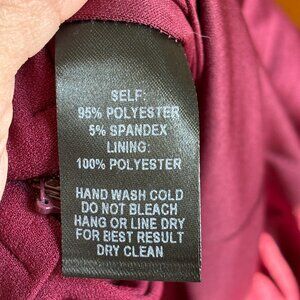 SELF:
95% POLYESTER
5% SPANDEX
LINING:
100% POLYESTER
HAND WASH COLD
DO NOT BLEACH
HANG OR LINE DRY
FOR BEST RESULT
DRY CLEAN